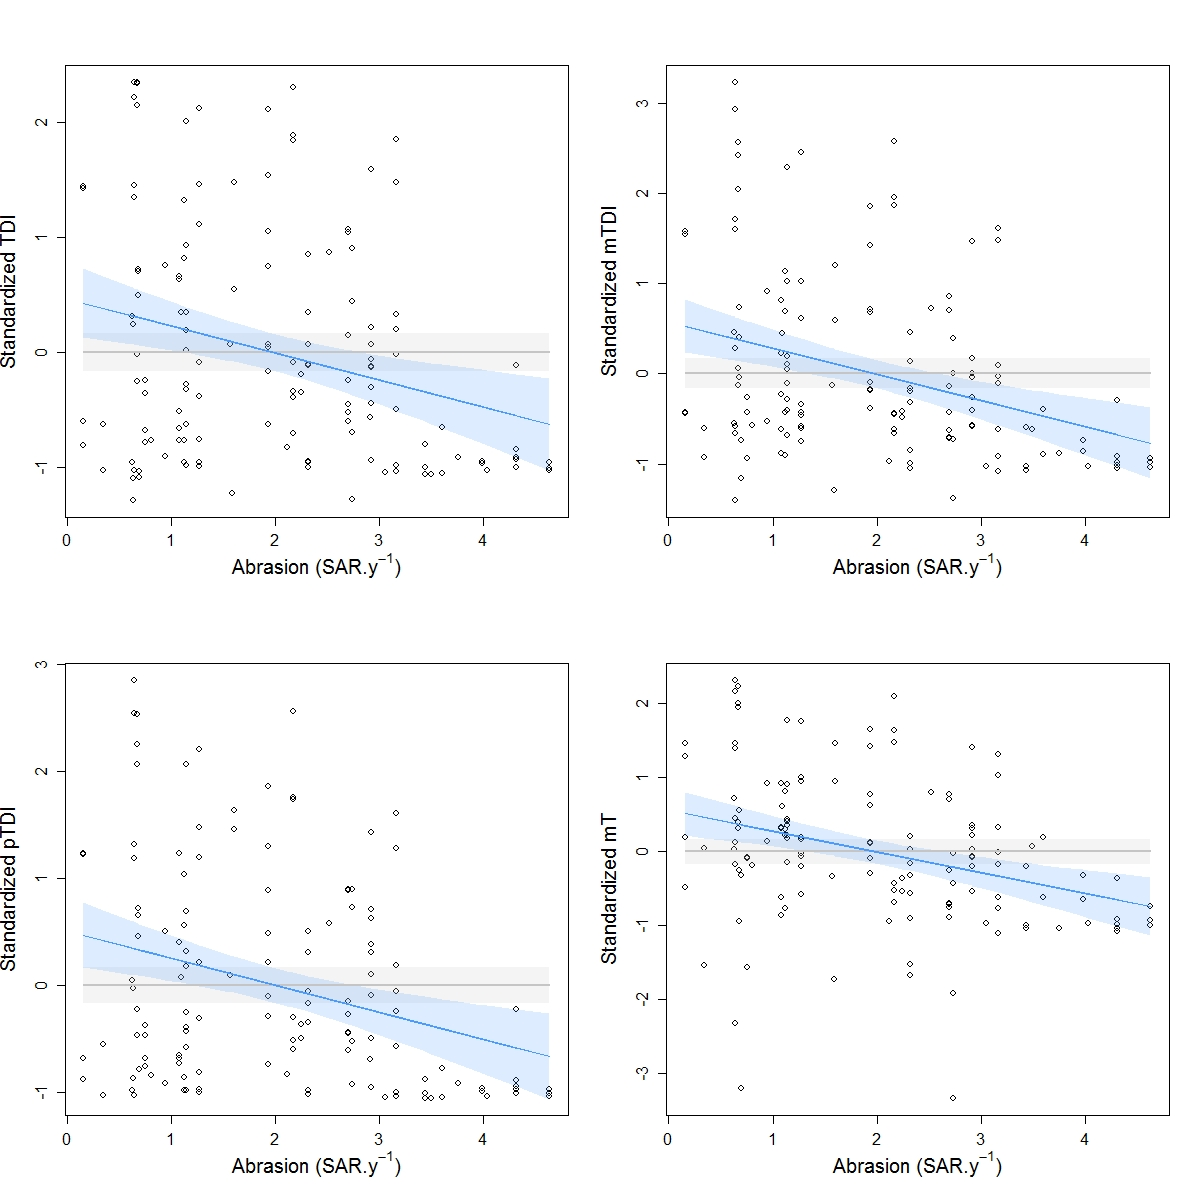 Standardized TDI
2
1
0
-1
0 1 2 3 4
Abrasion (SAR.y⁻¹)
Standardized mTDI
3
2
1
0
-1
0 1 2 3 4
Abrasion (SAR.y⁻¹)
Standardized pTDI
3
2
1
0
-1
0 1 2 3 4
Abrasion (SAR.y⁻¹)
Standardized mT
2
1
0
-1
-2
-3
0 1 2 3 4
Abrasion (SAR.y⁻¹)